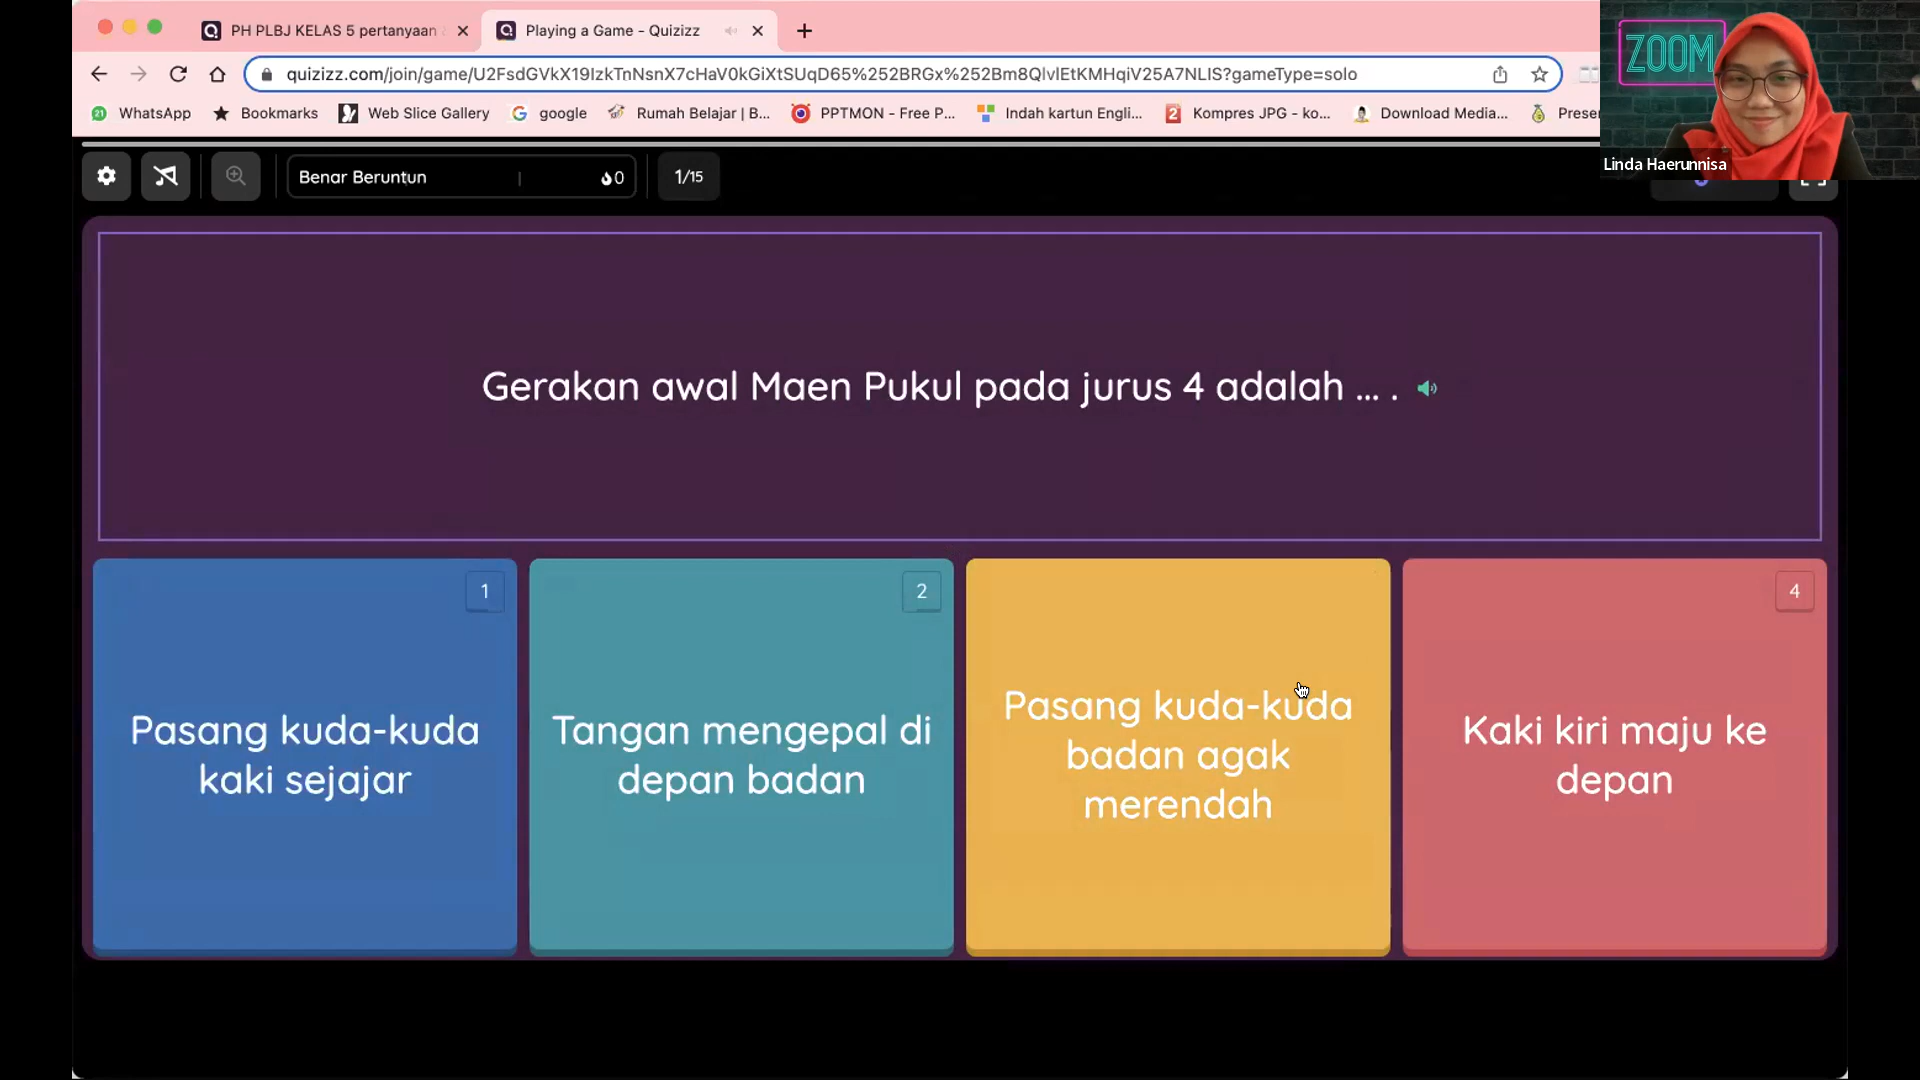 PH PLBJ KELAS 5 pertanyaan
Playing a Game - Quizizz
quizizz.com/join/game/U2FsdGVkX19IzkTnNsnX7cHaV0kGiXtSUqD65%252BRGx%252Bm8QlvlEtKMHqiV25A7NLIS?gameType=solo
21 WhatsApp
Bookmarks
Web Slice Gallery
google
Rumah Belajar | B...
PPTMON - Free P...
Indah kartun Engli...
Kompres JPG - ko...
Download Media...
ZOOM
Linda Haerunnisa
Benar Beruntun
0
1/15
Gerakan awal Maen Pukul pada jurus 4 adalah ... .
1
Pasang kuda-kuda
kaki sejajar
2
Tangan mengepal di
depan badan
Pasang kuda-kuda
badan agak
merendah
4
Kaki kiri maju ke
depan